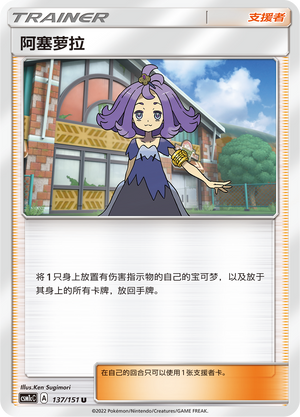 TRAINER 支援者
阿塞萝拉
将1只身上放置有伤害指示物的自己的宝可梦，以及放于
其身上的所有卡牌，放回手牌。
Illus.Ken Sugimori
CSM1cC A 137/151 U
在自己的回合只可以使用1张支援者卡。
©2022 Pokémon/Nintendo/Creatures/GAME FREAK.